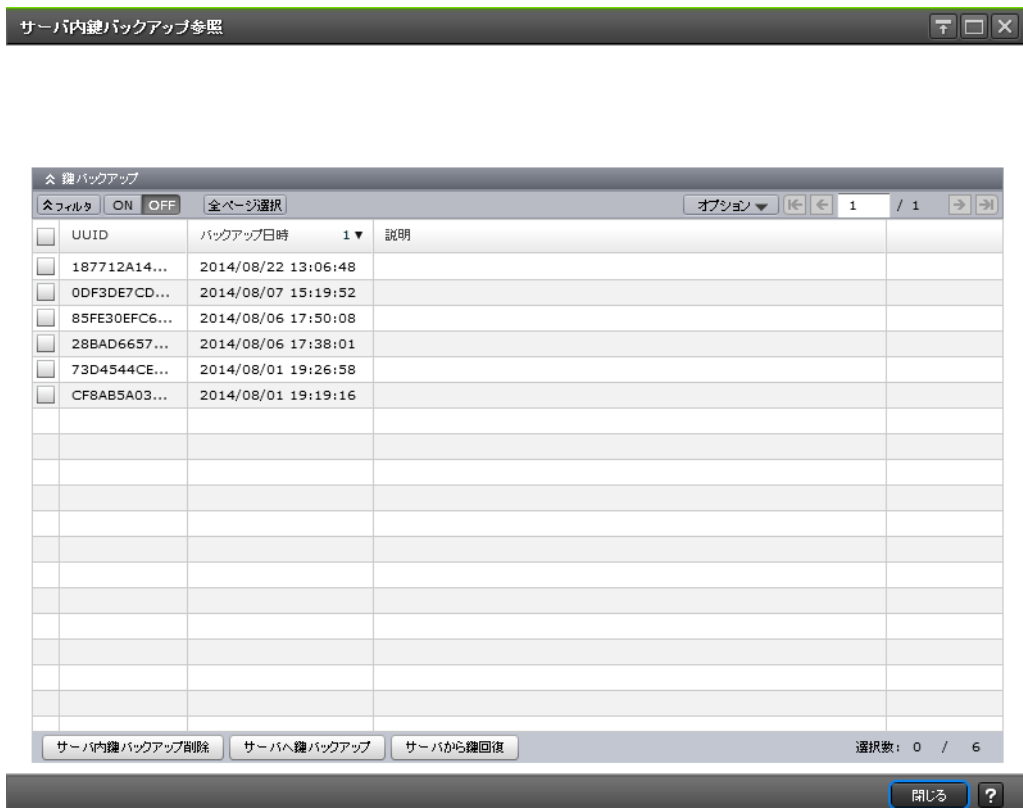 サーバ内鍵バックアップ参照
鍵バックアップ
フィルタ ON OFF 全ページ選択 オプション 1 / 1
UUID バックアップ日時 1▼ 説明
187712A14... 2014/08/22 13:06:48
0DF3DE7CD... 2014/08/07 15:19:52
85FE30EFC6... 2014/08/06 17:50:08
28BAD6657... 2014/08/06 17:38:01
73D4544CE... 2014/08/01 19:26:58
CF8AB5A03... 2014/08/01 19:19:16
サーバ内鍵バックアップ削除 サーバへ鍵バックアップ サーバから鍵回復 選択数: 0 / 6
閉じる ?